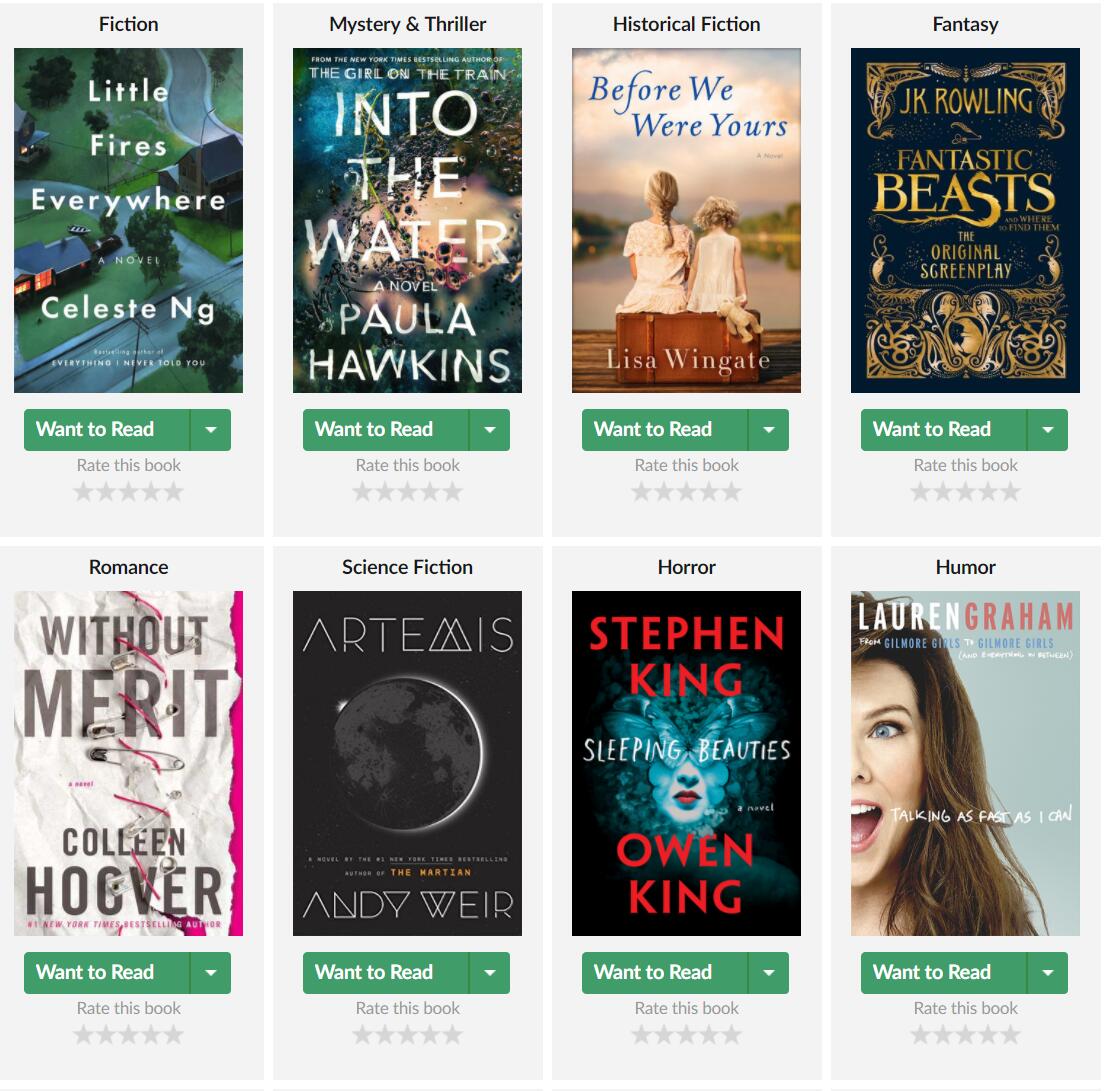 Fiction
Little
Fires
Everywhere
A NOVEL
Celeste Ng
Bestselling author of
EVERYTHING I NEVER TOLD YOU
Want to Read
Rate this book
Mystery & Thriller
FROM THE NEW YORK TIMES BESTSELLING AUTHOR OF
THE GIRL ON THE TRAIN
INTO
THE
WATER
A NOVEL
PAULA
HAWKINS
Want to Read
Rate this book
Historical Fiction
Before We
Were Yours
A Novel
Lisa Wingate
Want to Read
Rate this book
Fantasy
J.K. ROWLING
FANTASTIC
BEASTS
AND WHERE
TO FIND THEM
THE
ORIGINAL
SCREENPLAY
Want to Read
Rate this book
Romance
WITHOUT
MERIT
a novel
COLLEEN
HOOVER
#1 NEW YORK TIMES BESTSELLING AUTHOR
Want to Read
Rate this book
Science Fiction
ARTEMIS
A NOVEL BY THE #1 NEW YORK TIMES BESTSELLING
AUTHOR OF THE MARTIAN
ANDY WEIR
Want to Read
Rate this book
Horror
STEPHEN
KING
SLEEPING BEAUTIES
a novel
OWEN
KING
Want to Read
Rate this book
Humor
LAUREN GRAHAM
FROM GILMORE GIRLS TO GILMORE GIRLS
(AND EVERYTHING IN BETWEEN)
TALKING AS FAST AS I CAN
Want to Read
Rate this book